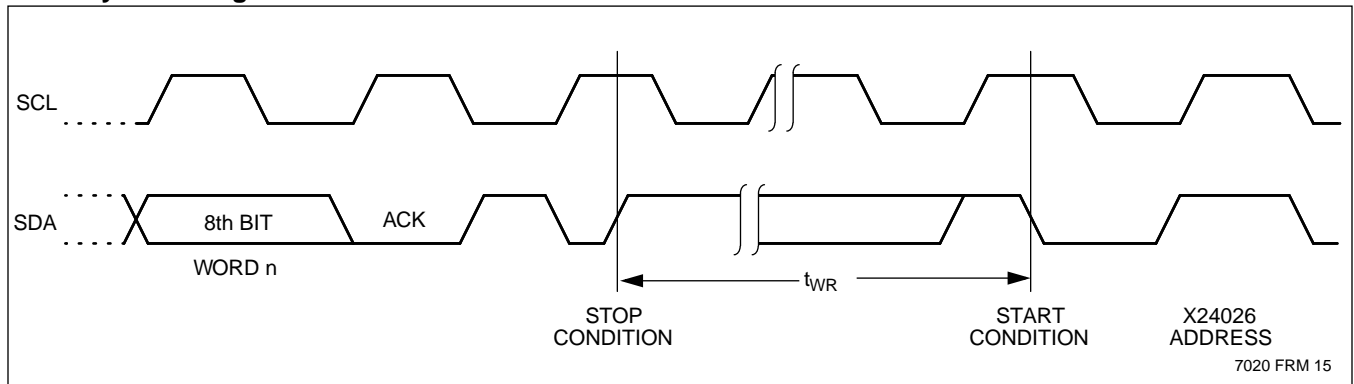 SCL
SDA
8th BIT
ACK
WORD n
tWR
STOP
CONDITION
START
CONDITION
X24026
ADDRESS
7020 FRM 15